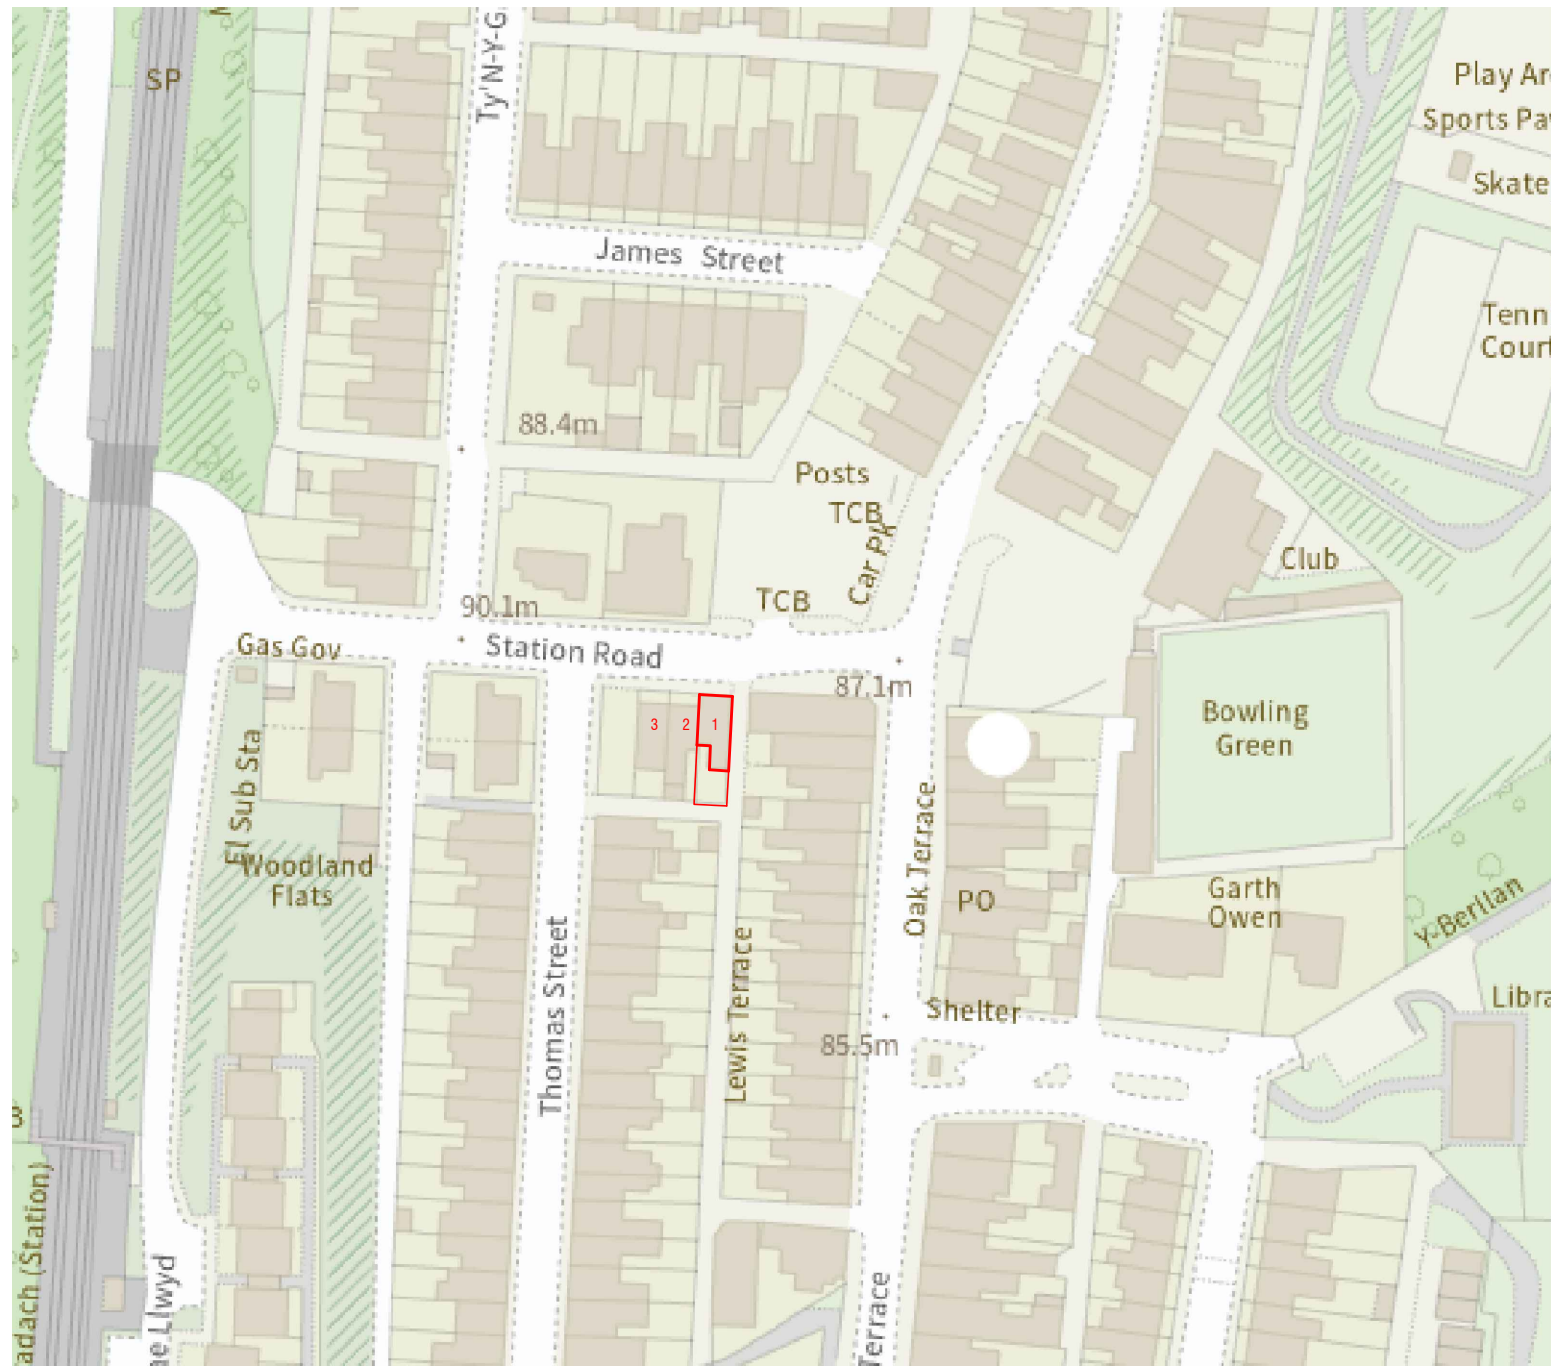 SP
Ty'N-Y-G
Play Ar
Sports Pa
Skate
James Street
Tenn
Court
88.4m
Posts
TCB
Car Pk
Club
TCB
90.1m
Gas Gov
Station Road
87.1m
3
2
1
Bowling
Green
El Sub Sta
Oak Terrace
Woodland
Flats
PO
Garth
Owen
Y-Berllan
Thomas Street
Lewis Terrace
Shelter
Libra
85.5m
adach (Station)
ae Llwyd
Terrace